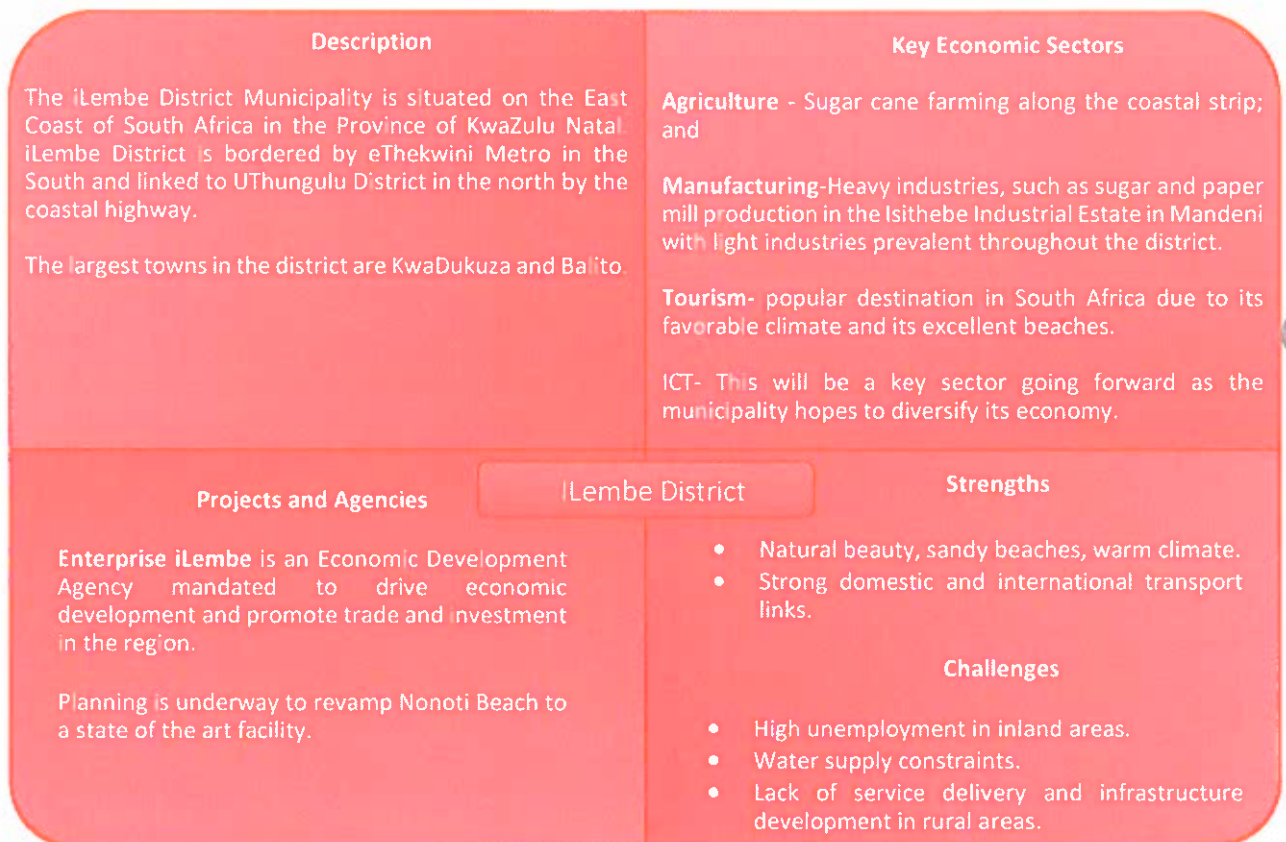 Description
The iLembe District Municipality is situated on the East
Coast of South Africa in the Province of KwaZulu Natal.
iLembe District is bordered by eThekwini Metro in the
South and linked to UThungulu District in the north by the
coastal highway.
The largest towns in the district are KwaDukuza and Balito.
Key Economic Sectors
Agriculture - Sugar cane farming along the coastal strip;
and
Manufacturing-Heavy industries, such as sugar and paper
mill production in the Isithebe Industrial Estate in Mandeni
with light industries prevalent throughout the district.
Tourism- popular destination in South Africa due to its
favorable climate and its excellent beaches.
ICT- This will be a key sector going forward as the
municipality hopes to diversify its economy.
ILembe District
Projects and Agencies
Enterprise iLembe is an Economic Development
Agency mandated to drive economic
development and promote trade and investment
in the region.
Planning is underway to revamp Nonoti Beach to
a state of the art facility.
Strengths
• Natural beauty, sandy beaches, warm climate.
• Strong domestic and international transport
links.
Challenges
• High unemployment in inland areas.
• Water supply constraints.
• Lack of service delivery and infrastructure
development in rural areas.